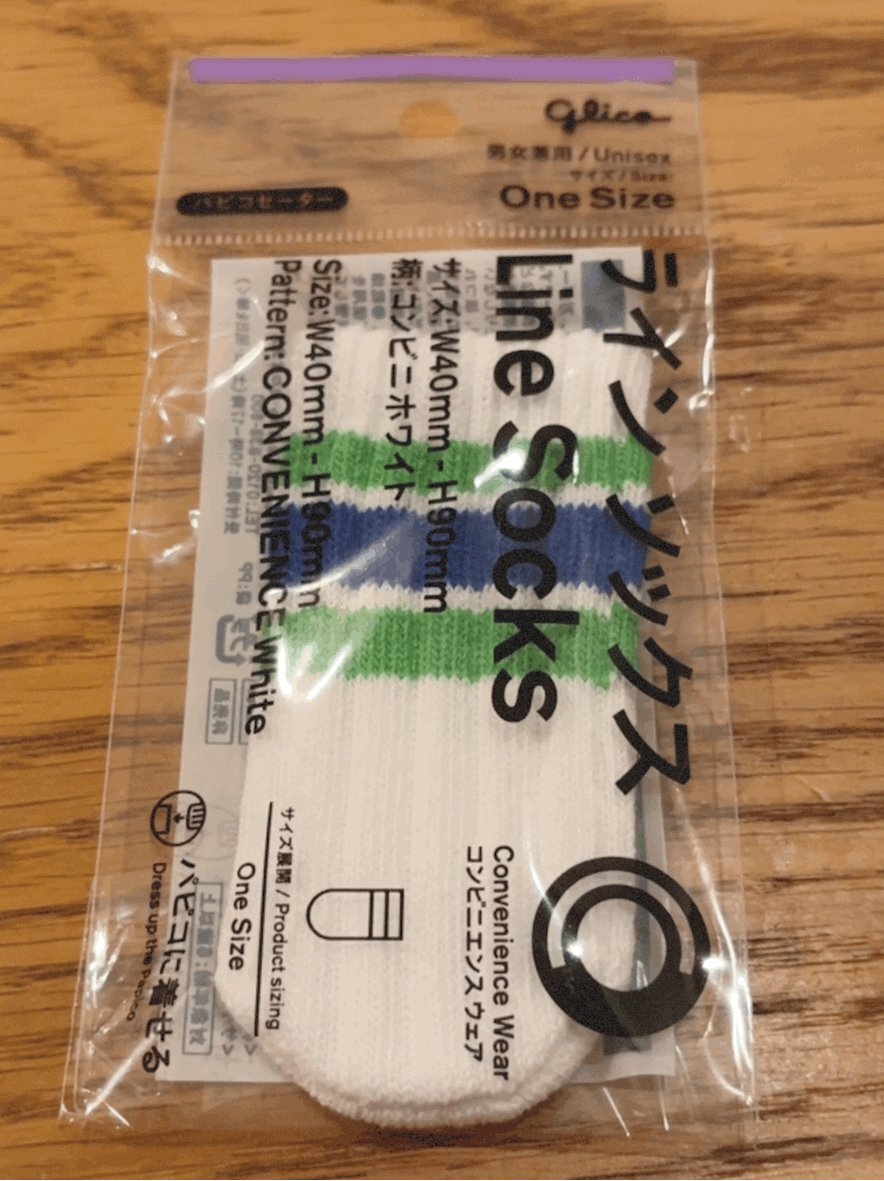 glico
男女兼用 / Unisex
サイズ / Size:
One Size
パピコセーター
ライン ソックス
Line Socks
サイズ:W40mm - H90mm
柄:コンビニホワイト
Size: W40mm - H90mm
Pattern: CONVENIENCE White
Convenience Wear
コンビニエンス ウェア
サイズ展開 / Product sizing
One Size
パピコに着せる
Dress up the Papico